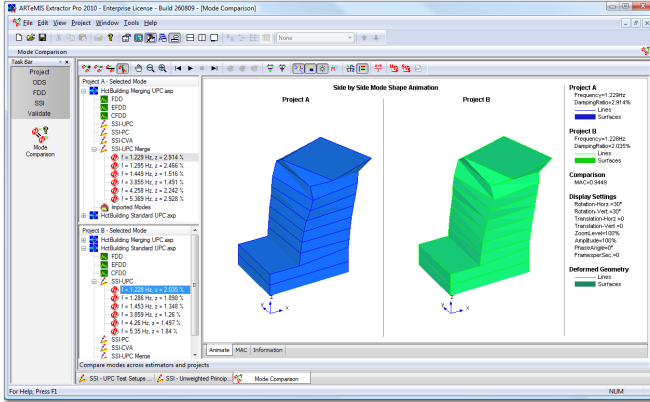 ARTeMIS Extractor Pro 2010 - Enterprise License - Build 260809 - [Mode Comparison]
File Edit View Project Window Tools Help
None
Mode Comparison
Task Bar
Project
ODS
FDD
SSI
Validate
Mode
Comparison
Project A - Selected Mode
HctBuilding Merging UPC.axp
FDD
EFDD
CFDD
SSI-UPC
SSI-PC
SSI-CVA
SSI-UPC Merge
f = 1.229 Hz, z = 2.914 %
f = 1.295 Hz, z = 2.466 %
f = 1.449 Hz, z = 1.516 %
f = 3.855 Hz, z = 1.491 %
f = 4.258 Hz, z = 2.242 %
f = 5.369 Hz, z = 2.928 %
Imported Modes
HctBuilding Standard UPC.axp
Project B - Selected Mode
HctBuilding Merging UPC.axp
HctBuilding Standard UPC.axp
FDD
EFDD
CFDD
SSI-UPC
f = 1.228 Hz, z = 2.035 %
f = 1.286 Hz, z = 1.898 %
f = 1.453 Hz, z = 1.348 %
f = 3.859 Hz, z = 1.26 %
f = 4.26 Hz, z = 1.497 %
f = 5.35 Hz, z = 1.84 %
SSI-PC
SSI-CVA
SSI-UPC Merge
Side by Side Mode Shape Animation
Project A
Project B
Z
Y
X
Z
Y
X
Project A
Frequency=1.229Hz
DampingRatio=2.914%
Lines
Surfaces
Project B
Frequency=1.228Hz
DampingRatio=2.035%
Lines
Surfaces
Comparison
MAC=0.9449
Display Settings
Rotation-Horz.=30°
Rotation-Vert.=30°
Translation-Horz.=0
Translation-Vert.=0
ZoomLevel=100%
Amplitude=100%
PhaseAngle=0°
FramesperSec.=0
Deformed Geometry
Lines
Surfaces
Animate MAC Information
Compare modes across estimators and projects
SSI - UPC Test Setups ... SSI - Unweighted Princip... Mode Comparison
For Help, Press F1
NUM